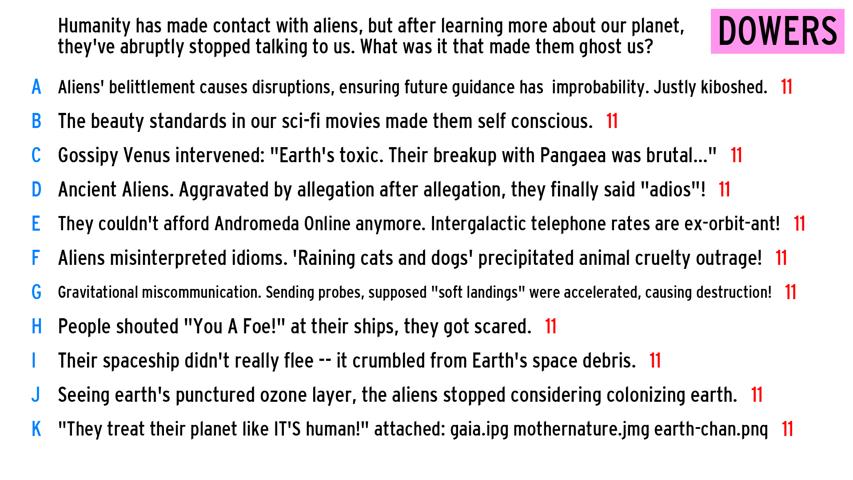 Humanity has made contact with aliens, but after learning more about our planet,
they've abruptly stopped talking to us. What was it that made them ghost us?
DOWERS
A Aliens' belittlement causes disruptions, ensuring future guidance has improbability. Justly kiboshed. 11
B The beauty standards in our sci-fi movies made them self conscious. 11
C Gossipy Venus intervened: "Earth's toxic. Their breakup with Pangaea was brutal..." 11
D Ancient Aliens. Aggravated by allegation after allegation, they finally said "adios"! 11
E They couldn't afford Andromeda Online anymore. Intergalactic telephone rates are ex-orbit-ant! 11
F Aliens misinterpreted idioms. 'Raining cats and dogs' precipitated animal cruelty outrage! 11
G Gravitational miscommunication. Sending probes, supposed "soft landings" were accelerated, causing destruction! 11
H People shouted "You A Foe!" at their ships, they got scared. 11
I Their spaceship didn't really flee -- it crumbled from Earth's space debris. 11
J Seeing earth's punctured ozone layer, the aliens stopped considering colonizing earth. 11
K "They treat their planet like IT'S human!" attached: gaia.ipg mothernature.jmg earth-chan.pnq 11